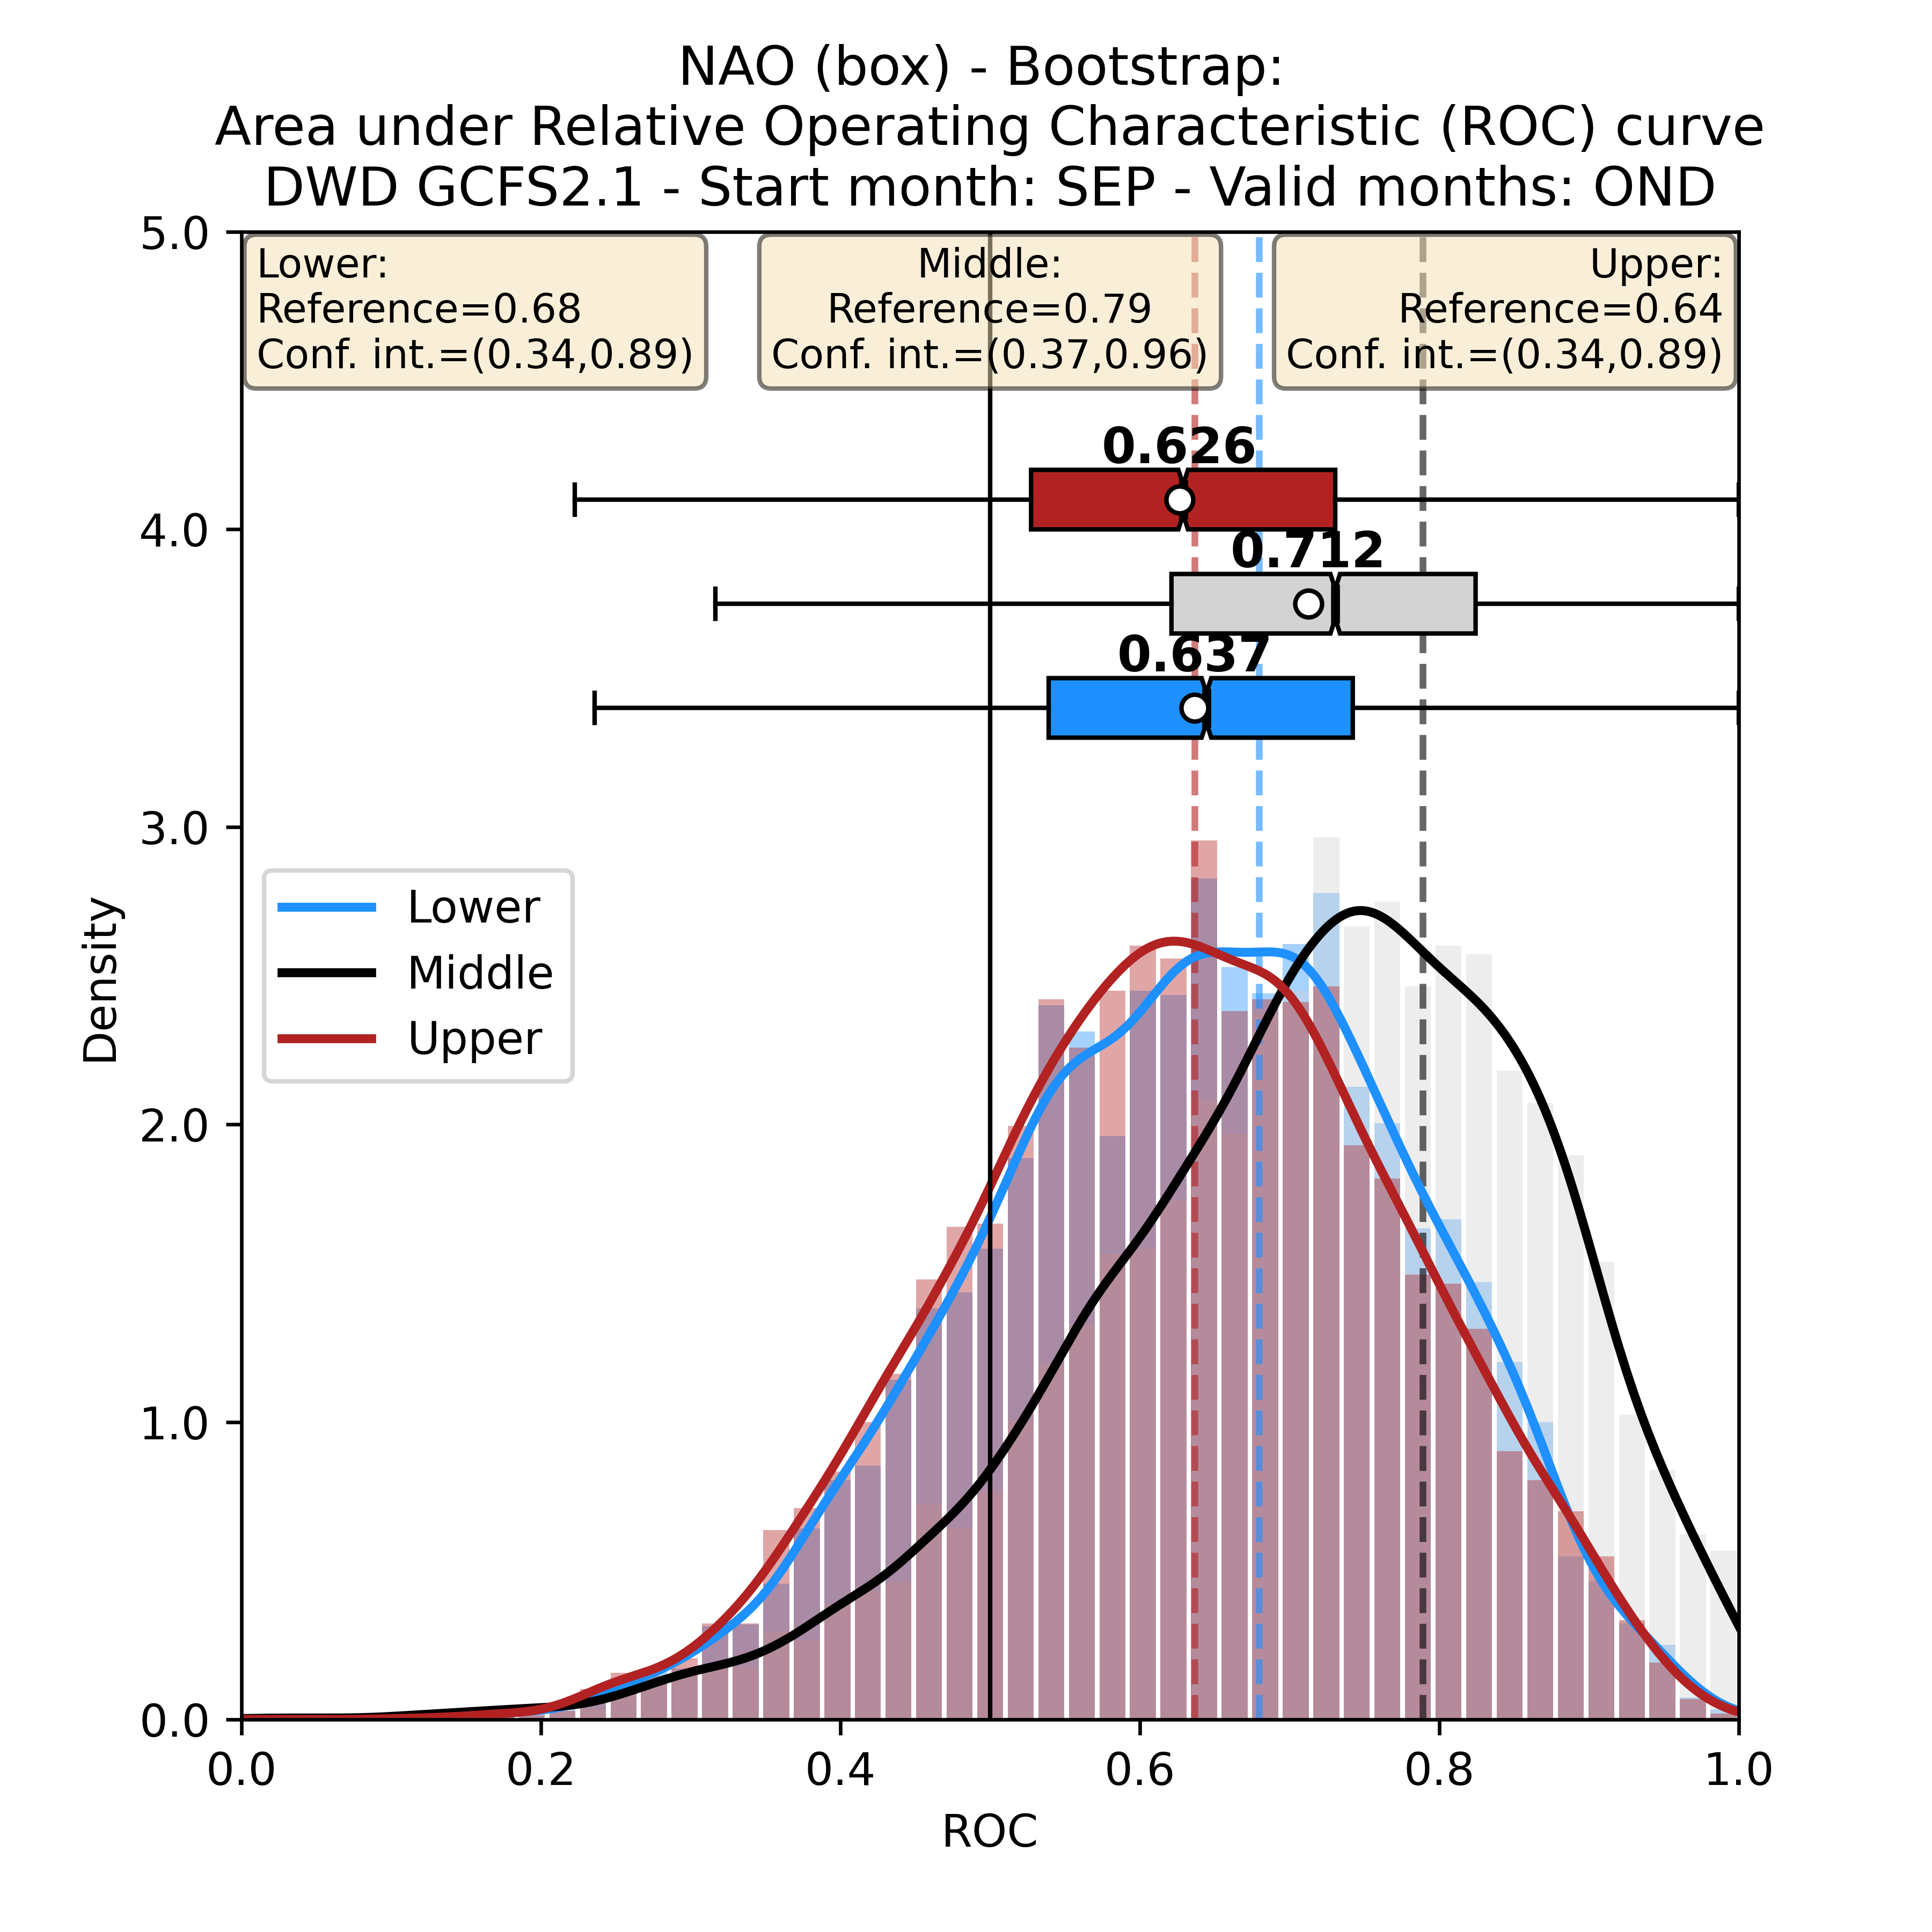 NAO (box) - Bootstrap:
Area under Relative Operating Characteristic (ROC) curve
DWD GCFS2.1 - Start month: SEP - Valid months: OND
Lower:
Reference=0.68
Conf. int.=(0.34,0.89)
Middle:
Reference=0.79
Conf. int.=(0.37,0.96)
Upper:
Reference=0.64
Conf. int.=(0.34,0.89)
0.626
0.712
0.637
Lower
Middle
Upper
Density
5.0
4.0
3.0
2.0
1.0
0.0
0.0 0.2 0.4 0.6 0.8 1.0
ROC